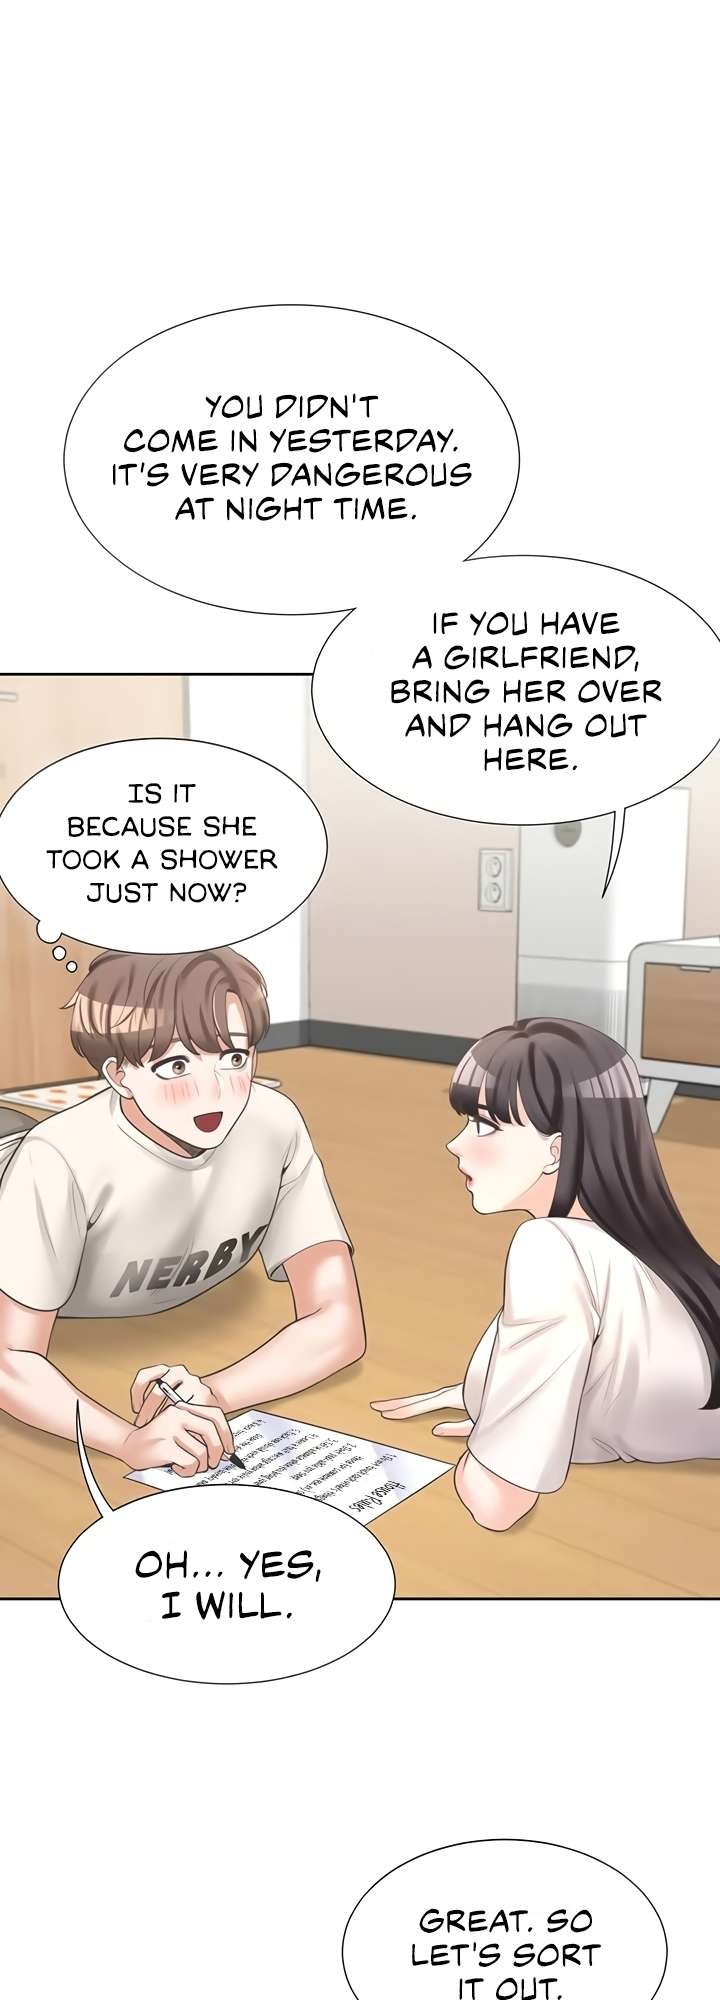 YOU DIDN'T
COME IN YESTERDAY.
IT'S VERY DANGEROUS
AT NIGHT TIME.
IF YOU HAVE
A GIRLFRIEND,
BRING HER OVER
AND HANG OUT
HERE.
IS IT
BECAUSE SHE
TOOK A SHOWER
JUST NOW?
NERBY
House Rules
OH... YES,
I WILL.
GREAT. SO
LET'S SORT
IT OUT.